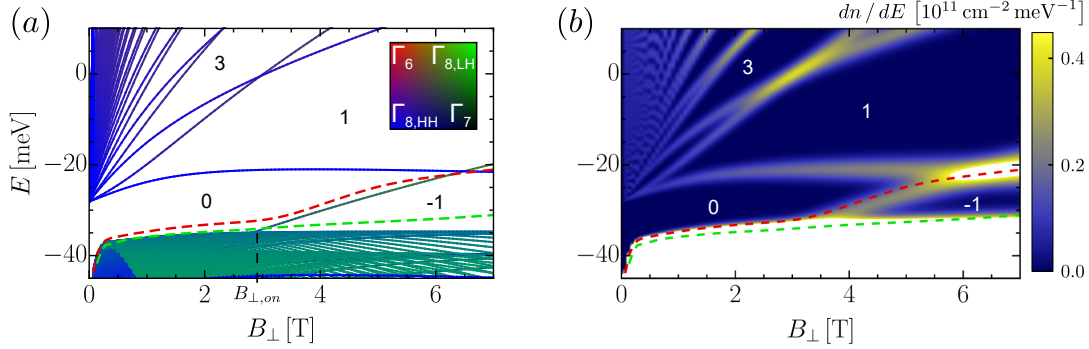 (a)
E [meV]
0
−20
−40
3
1
0
-1
Γ6 Γ8,LH
Γ8,HH Γ7
B⊥,on
0 2 4 6
B⊥ [T]
(b)
dn / dE [10^11 cm^−2 meV^−1]
0
−20
−40
3
1
0
-1
0 2 4 6
B⊥ [T]
0.4
0.2
0.0